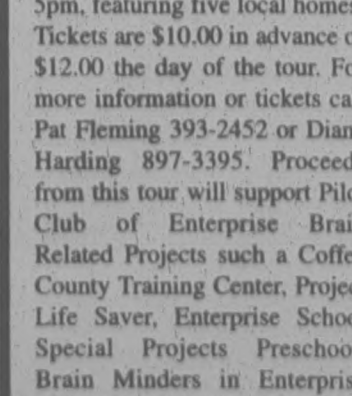 5pm, featuring five local homes
Tickets are $10.00 in advance o
$12.00 the day of the tour. Fo
more information or tickets ca
Pat Fleming 393-2452 or Dian
Harding 897-3395. Proceed
from this tour will support Pilo
Club of Enterprise Brai
Related Projects such a Coffe
County Training Center, Projec
Life Saver, Enterprise Schoo
Special Projects Preschoo
Brain Minders in Enterpris